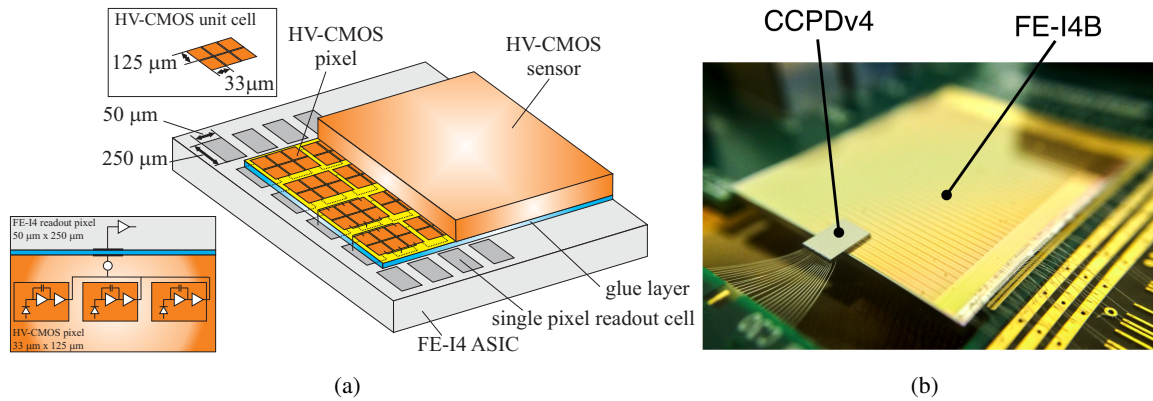 HV-CMOS unit cell
125 μm
33μm
HV-CMOS
pixel
HV-CMOS
sensor
50 μm
250 μm
FE-I4 readout pixel
50 μm x 250 μm
HV-CMOS pixel
33 μm x 125 μm
glue layer
single pixel readout cell
FE-I4 ASIC
(a)
CCPDv4
FE-I4B
(b)